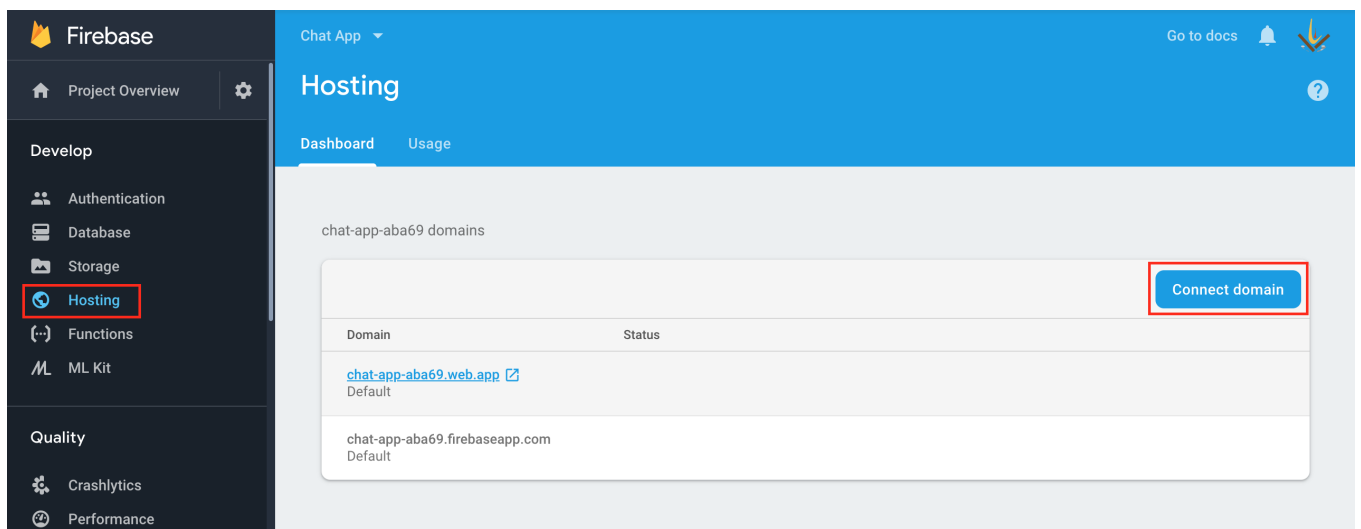 Firebase
Chat App
Go to docs
Project Overview
Hosting
Dashboard Usage
Develop
Authentication
Database
Storage
Hosting
Functions
ML Kit
Quality
Crashlytics
Performance
chat-app-aba69 domains
Connect domain
Domain Status
chat-app-aba69.web.app
Default
chat-app-aba69.firebaseapp.com
Default